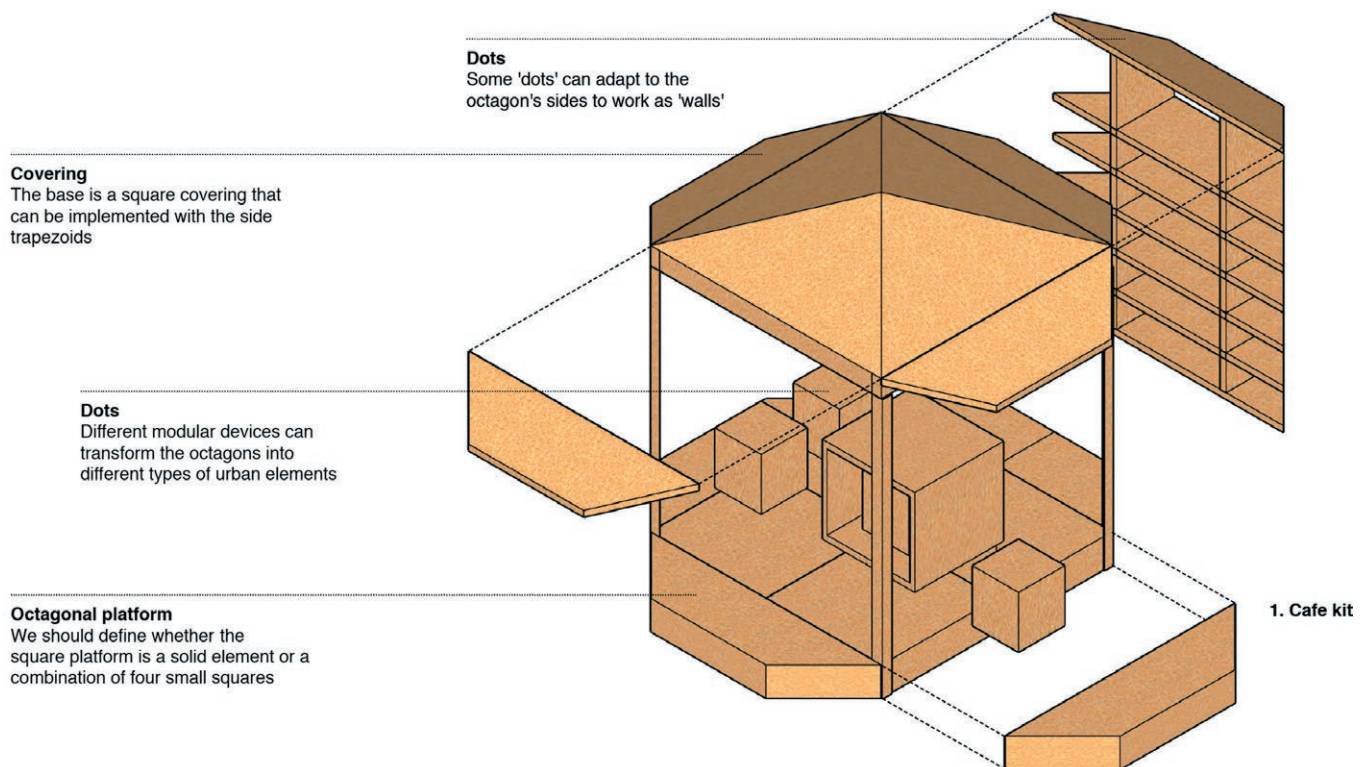 Dots
Some 'dots' can adapt to the
octagon's sides to work as 'walls'
Covering
The base is a square covering that
can be implemented with the side
trapezoids
Dots
Different modular devices can
transform the octagons into
different types of urban elements
Octagonal platform
We should define whether the
square platform is a solid element or a
combination of four small squares
1. Cafe kit